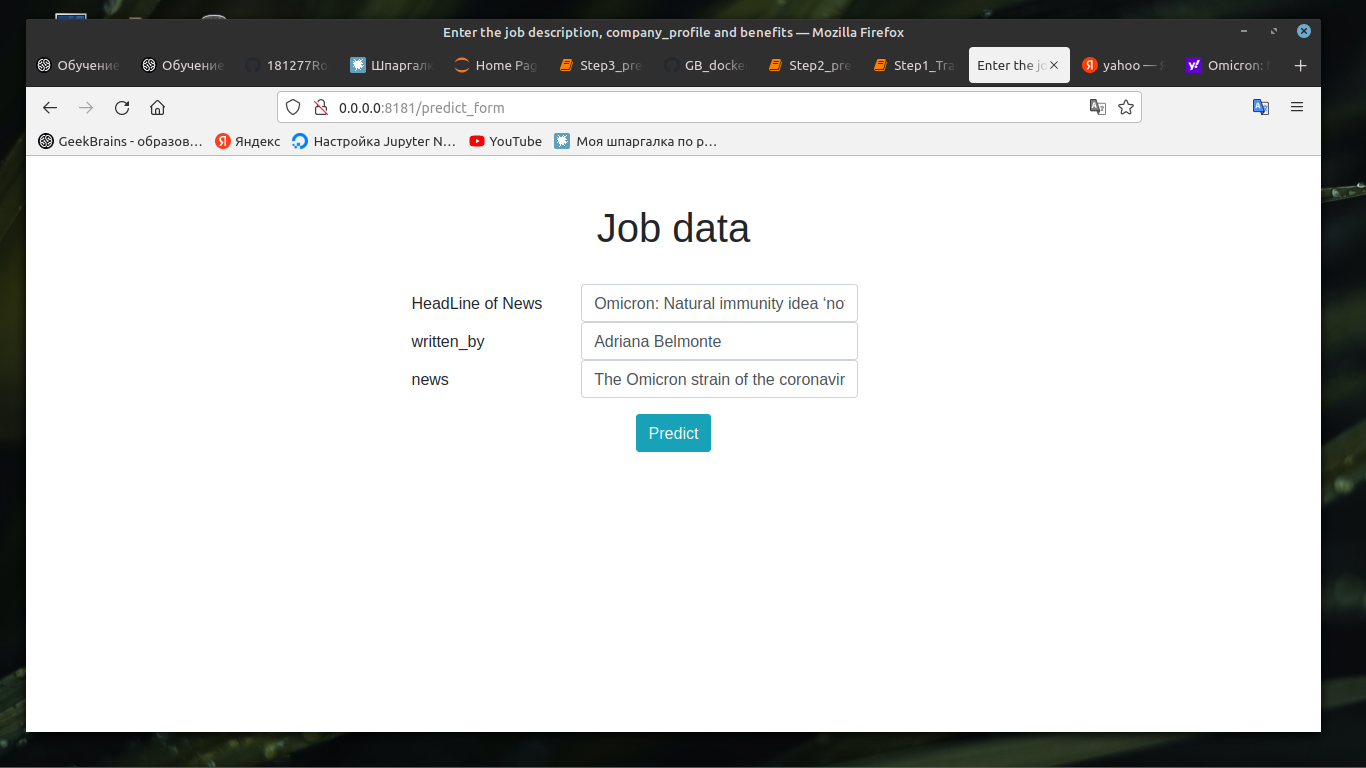 Enter the job description, company_profile and benefits — Mozilla Firefox
Обучение Обучение 181277Ro Шпаргалк Home Pag Step3_pre GB_docke Step2_pre Step1_Tra Enter the jo yahoo — Я Omicron:
0.0.0.0:8181/predict_form
GeekBrains - образов… Яндекс Настройка Jupyter N… YouTube Моя шпаргалка по р…
Job data
HeadLine of News Omicron: Natural immunity idea ‘no
written_by Adriana Belmonte
news The Omicron strain of the coronavir
Predict